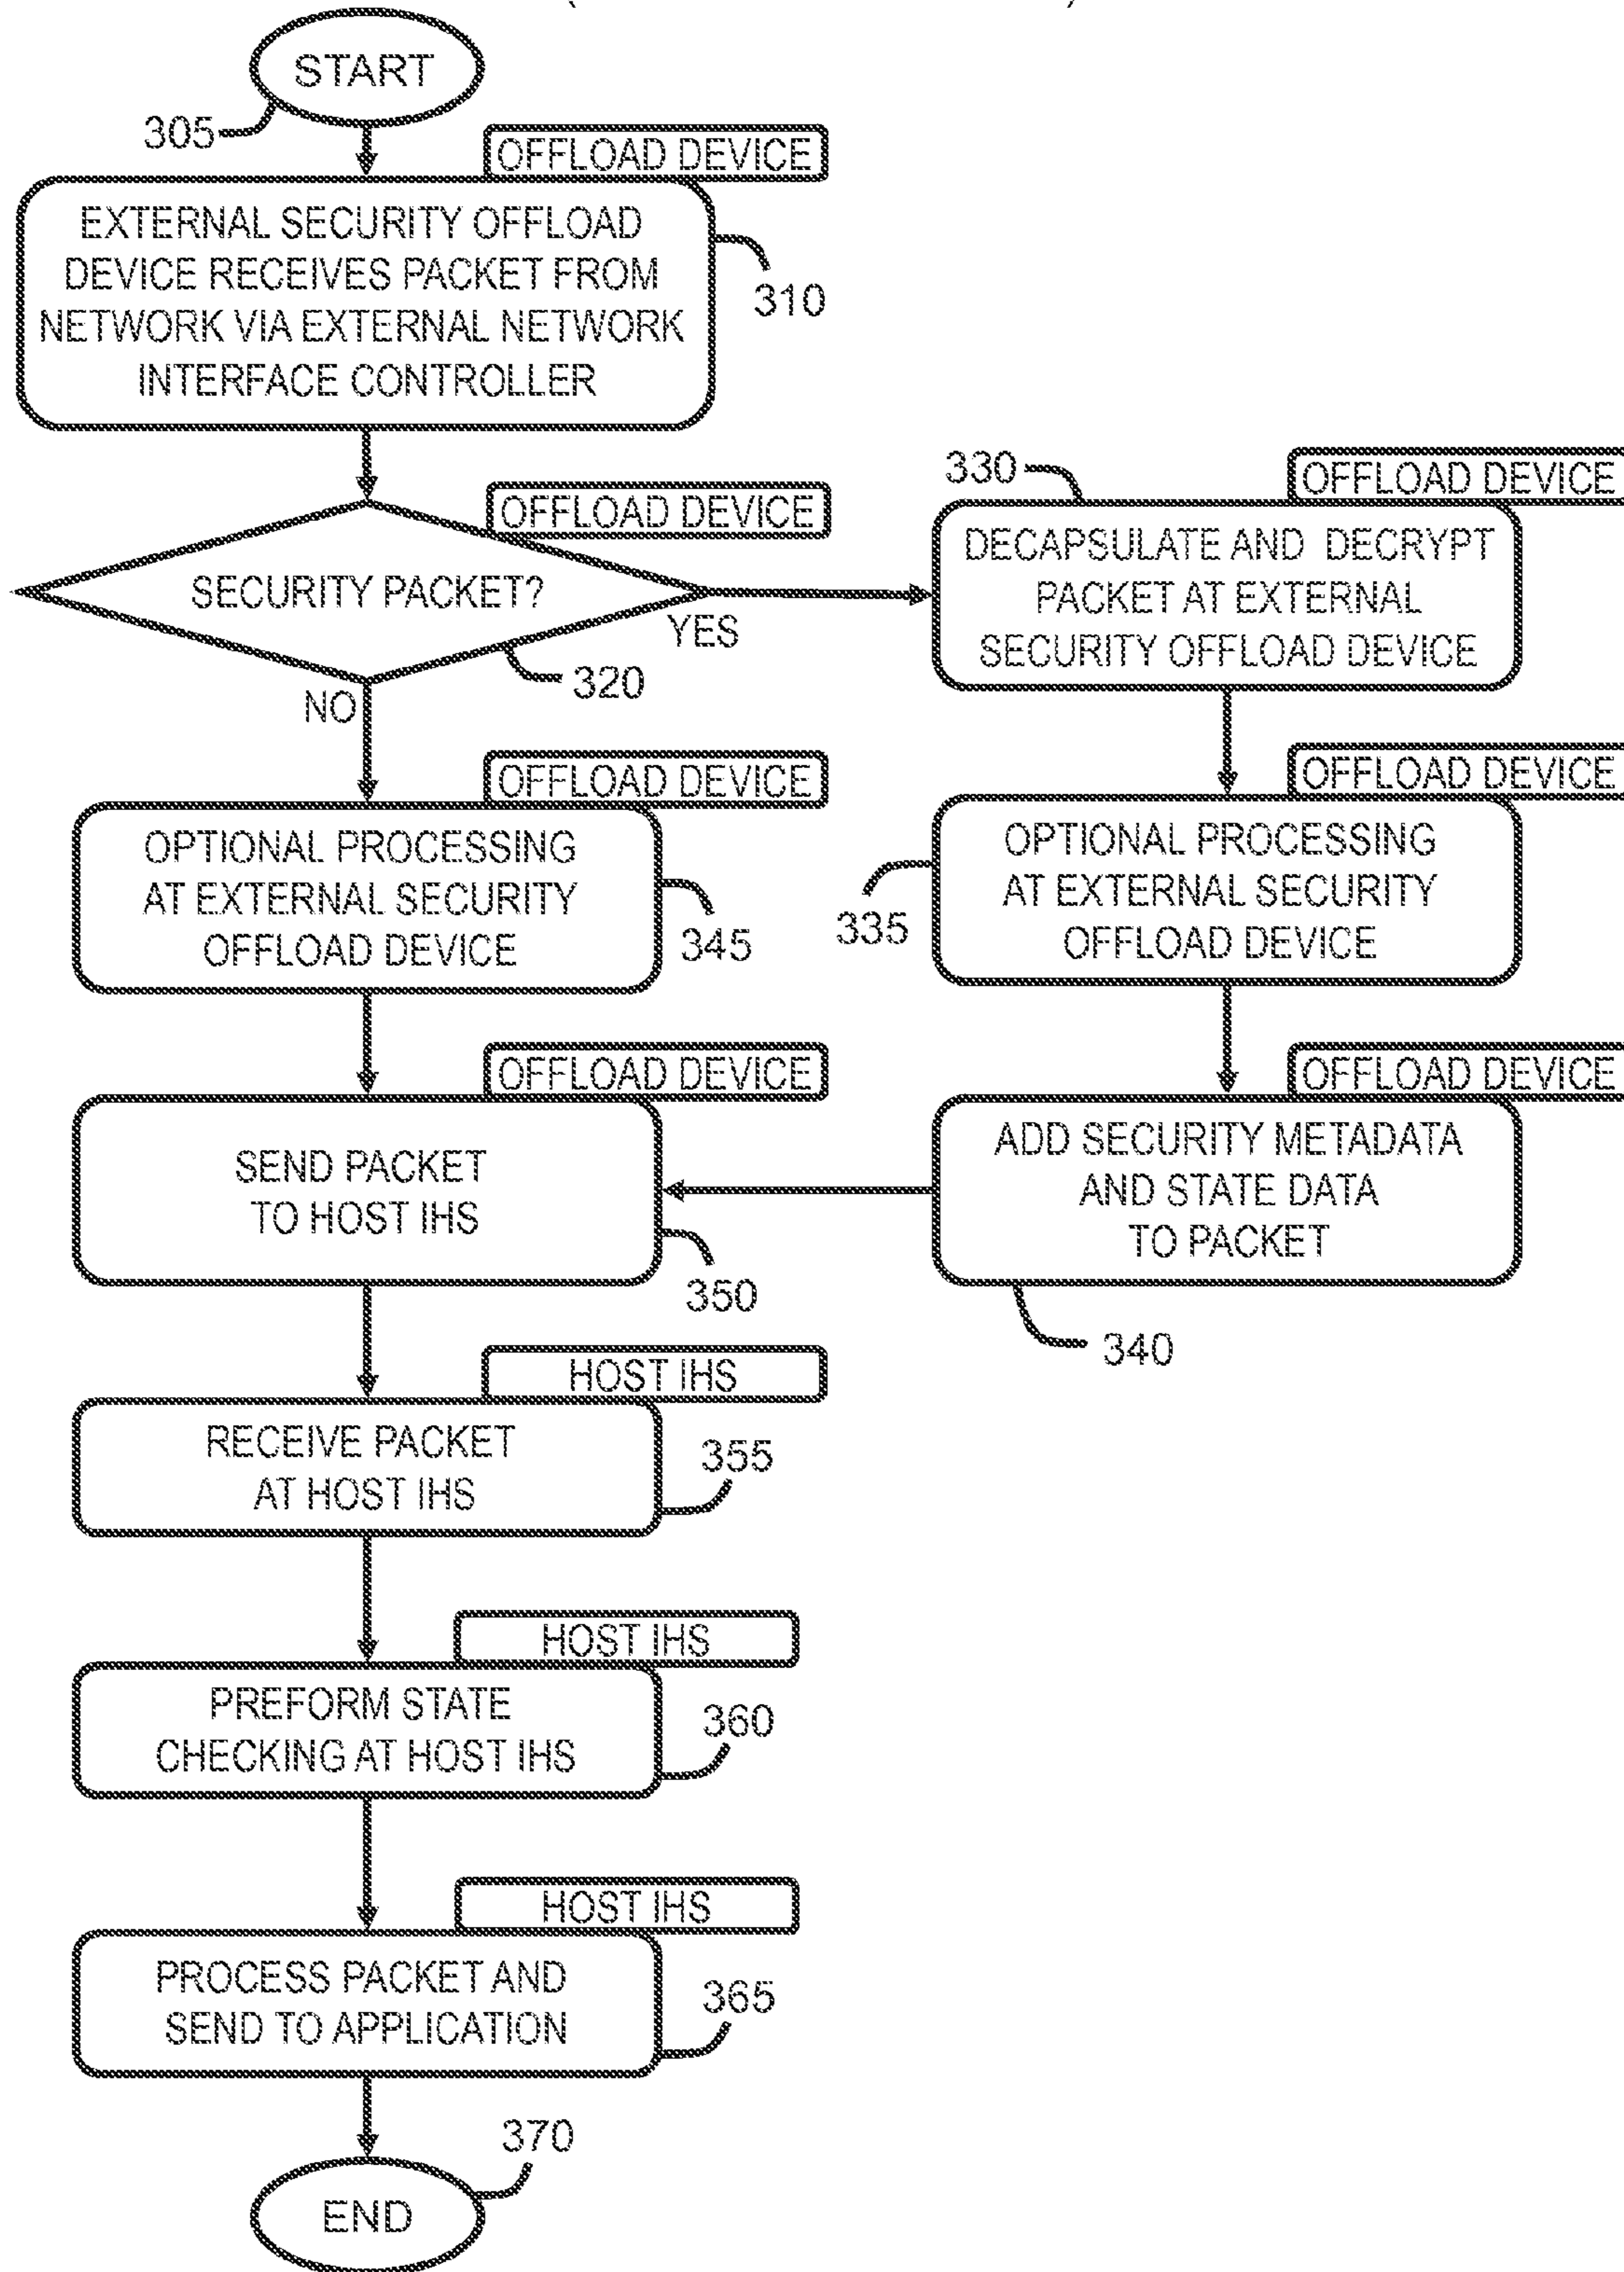 START
305
OFFLOAD DEVICE
EXTERNAL SECURITY OFFLOAD
DEVICE RECEIVES PACKET FROM
NETWORK VIA EXTERNAL NETWORK
INTERFACE CONTROLLER
310
OFFLOAD DEVICE
SECURITY PACKET?
YES
320
NO
330
OFFLOAD DEVICE
DECAPSULATE AND DECRYPT
PACKET AT EXTERNAL
SECURITY OFFLOAD DEVICE
OFFLOAD DEVICE
OPTIONAL PROCESSING
AT EXTERNAL SECURITY
OFFLOAD DEVICE
345
OFFLOAD DEVICE
OPTIONAL PROCESSING
AT EXTERNAL SECURITY
OFFLOAD DEVICE
335
OFFLOAD DEVICE
SEND PACKET
TO HOST IHS
350
OFFLOAD DEVICE
ADD SECURITY METADATA
AND STATE DATA
TO PACKET
340
HOST IHS
RECEIVE PACKET
AT HOST IHS
355
HOST IHS
PREFORM STATE
CHECKING AT HOST IHS
360
HOST IHS
PROCESS PACKET AND
SEND TO APPLICATION
365
370
END